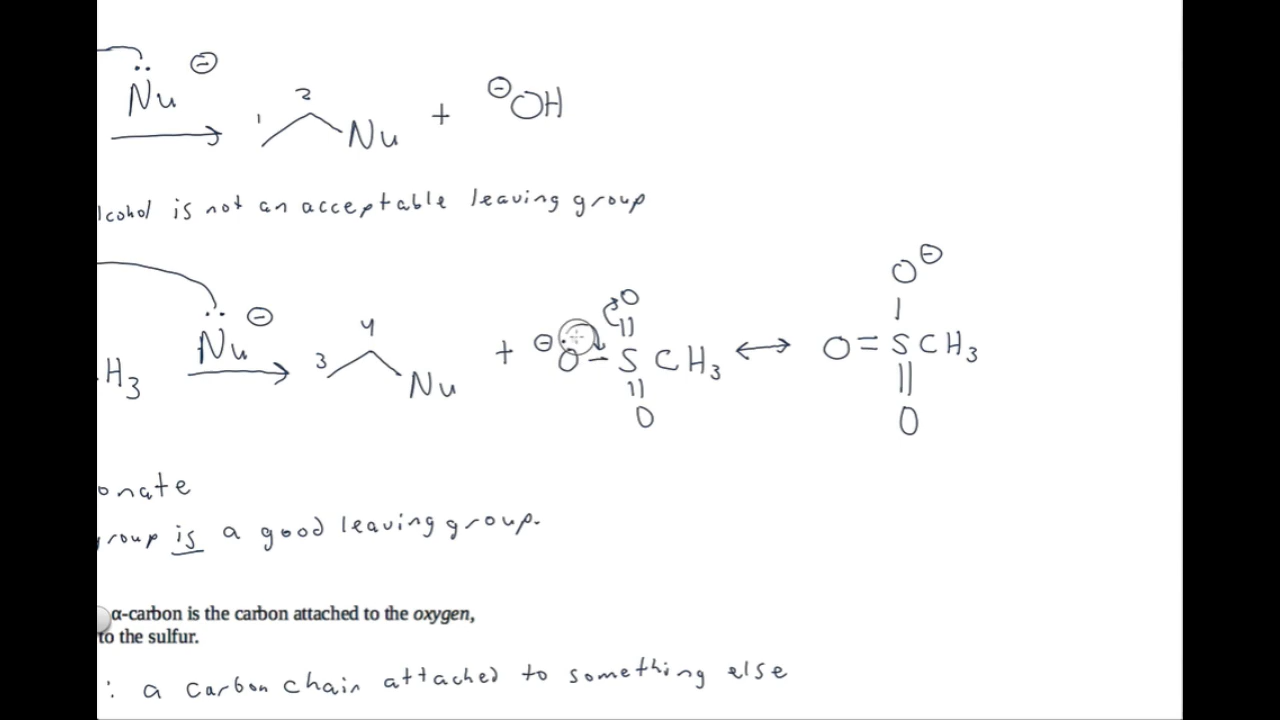 Nu ⊖
1 2 Nu + ⊖OH
lcohol is not an acceptable leaving group
Nu ⊖
H3
3 4 Nu + ⊖ O – S CH3 ↔ O = S CH3
O
O
O ⊖
O
onate
roup is a good leaving group.
α-carbon is the carbon attached to the oxygen,
to the sulfur.
: a carbon chain attached to something else